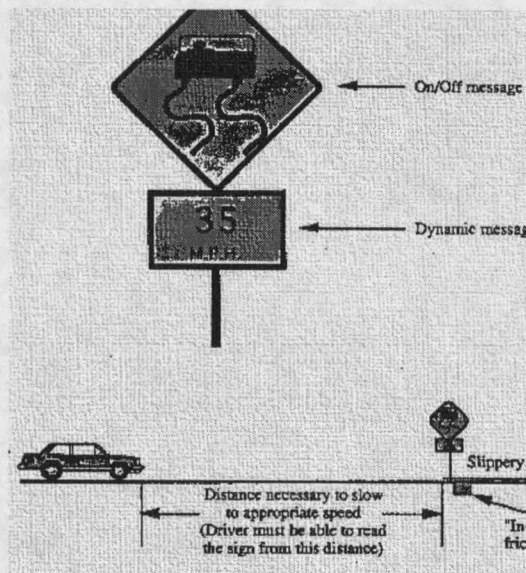 On/Off message
35
M.P.H.
Dynamic messag
Slippery
Distance necessary to slow
to appropriate speed
(Driver must be able to read
the sign from this distance)
"In
fric